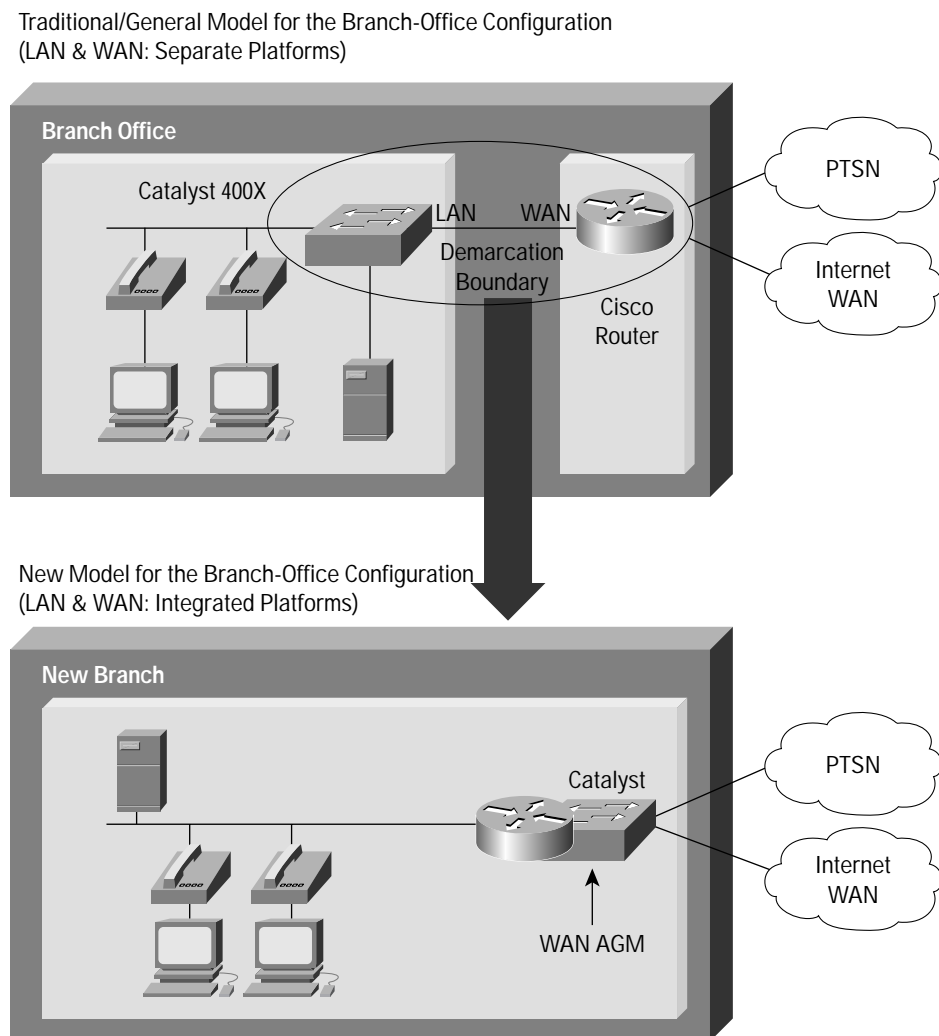 Traditional/General Model for the Branch-Office Configuration
(LAN & WAN: Separate Platforms)
Branch Office
Catalyst 400X
LAN
WAN
Demarcation
Boundary
Cisco
Router
PTSN
Internet
WAN
New Model for the Branch-Office Configuration
(LAN & WAN: Integrated Platforms)
New Branch
Catalyst
WAN AGM
PTSN
Internet
WAN